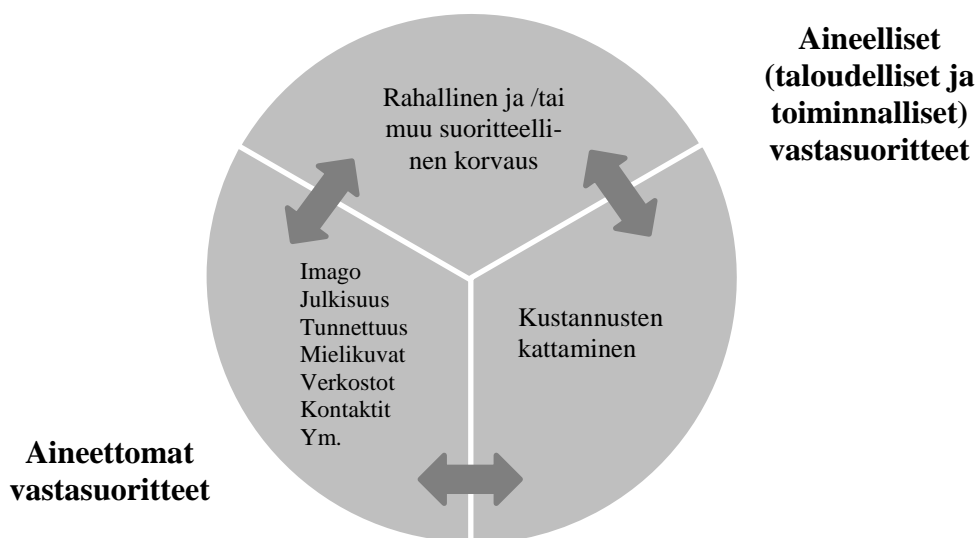 Aineelliset
(taloudelliset ja
toiminnalliset)
vastasuoritteet
Rahallinen ja /tai
muu suoritteelli-
nen korvaus
Imago
Julkisuus
Tunnettuus
Mielikuvat
Verkostot
Kontaktit
Ym.
Kustannusten
kattaminen
Aineettomat
vastasuoritteet